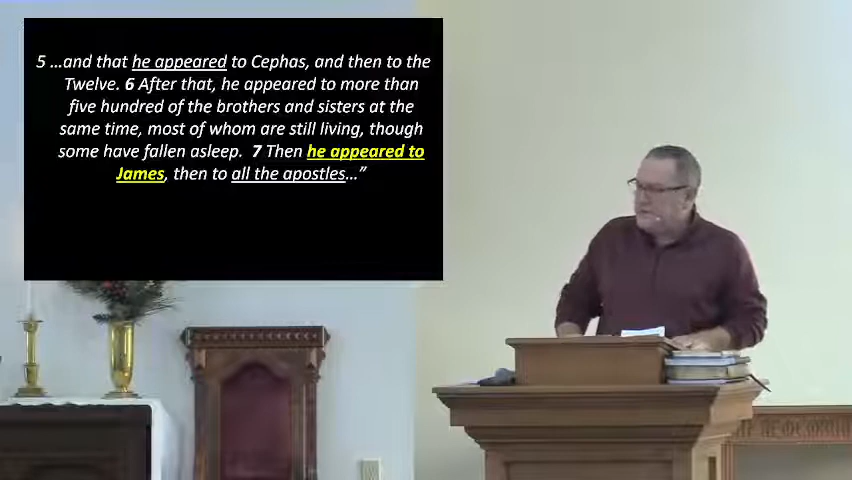 5 …and that he appeared to Cephas, and then to the
Twelve. 6 After that, he appeared to more than
five hundred of the brothers and sisters at the
same time, most of whom are still living, though
some have fallen asleep.  7 Then he appeared to
James, then to all the apostles…”